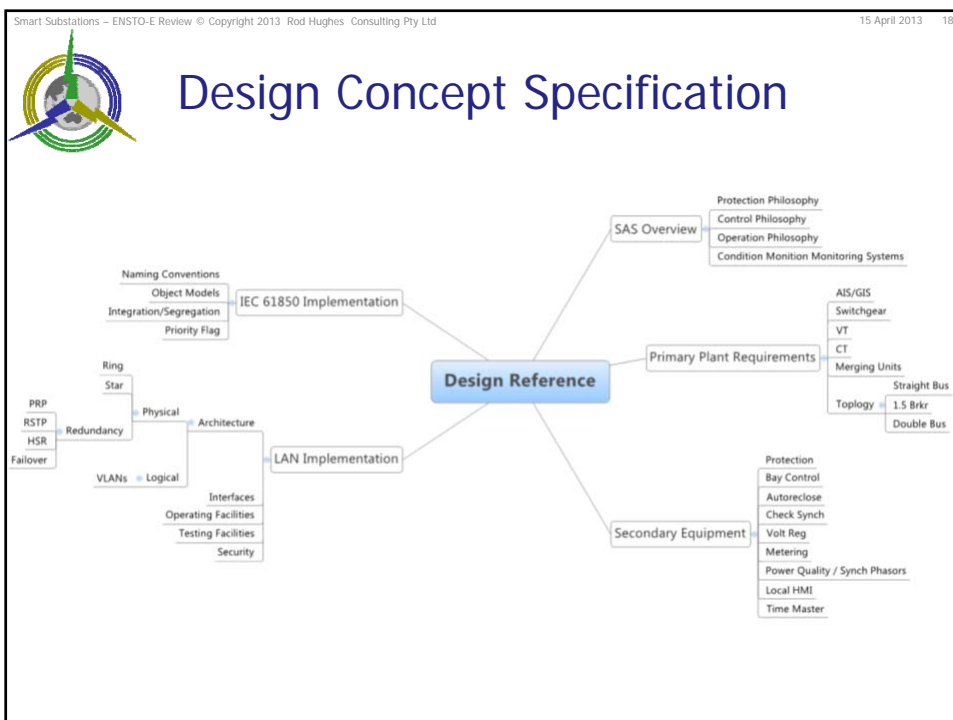 Smart Substations – ENSTO-E Review © Copyright 2013 Rod Hughes Consulting Pty Ltd
15 April 2013 18
Design Concept Specification
Design Reference
IEC 61850 Implementation
Naming Conventions
Object Models
Integration/Segregation
Priority Flag
LAN Implementation
Architecture
Physical
Ring
Star
Redundancy
PRP
RSTP
HSR
Failover
Logical
VLANs
Interfaces
Operating Facilities
Testing Facilities
Security
SAS Overview
Protection Philosophy
Control Philosophy
Operation Philosophy
Condition Monition Monitoring Systems
Primary Plant Requirements
AIS/GIS
Switchgear
VT
CT
Merging Units
Toplogy
Straight Bus
1.5 Brkr
Double Bus
Secondary Equipment
Protection
Bay Control
Autoreclose
Check Synch
Volt Reg
Metering
Power Quality / Synch Phasors
Local HMI
Time Master